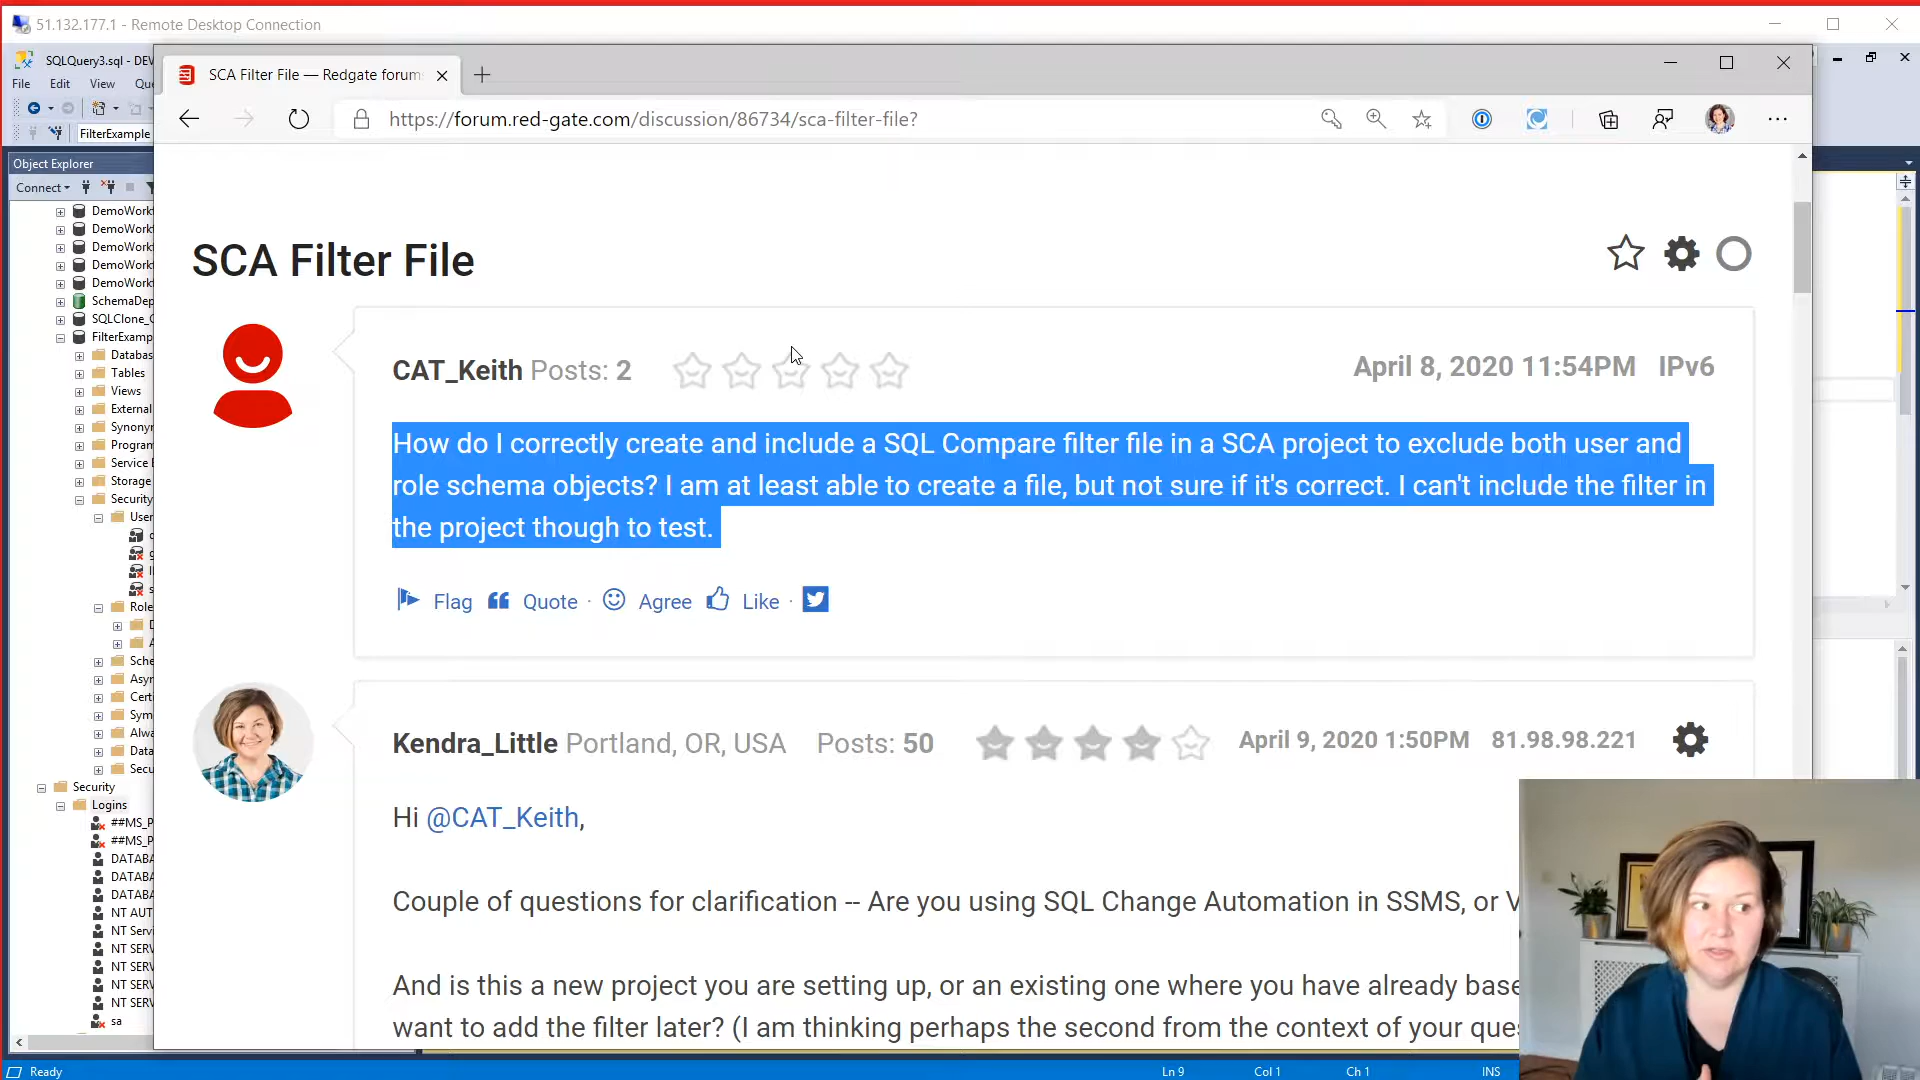 51.132.177.1 - Remote Desktop Connection
SQLQuery3.sql - DEV
File Edit View Qu
FilterExample
Object Explorer
Connect
DemoWork
DemoWork
DemoWork
DemoWork
DemoWork
SchemaDep
SQLClone_
FilterExamp
Databas
Tables
Views
External
Synonyr
Program
Service
Storage
Security
User
Role
Sche
Asyr
Certi
Sym
Alwa
Data
Secu
Security
Logins
##MS_P
##MS_P
DATABA
DATABA
DATABA
NT AUT
NT Servi
NT SERV
NT SERV
NT SERV
NT SERV
sa
SCA Filter File — Redgate forum
https://forum.red-gate.com/discussion/86734/sca-filter-file?
SCA Filter File
CAT_Keith Posts: 2 April 8, 2020 11:54PM IPv6
How do I correctly create and include a SQL Compare filter file in a SCA project to exclude both user and
role schema objects? I am at least able to create a file, but not sure if it's correct. I can't include the filter in
the project though to test.
Flag Quote · Agree Like ·
Kendra_Little Portland, OR, USA Posts: 50 April 9, 2020 1:50PM 81.98.98.221
Hi @CAT_Keith,
Couple of questions for clarification -- Are you using SQL Change Automation in SSMS, or V
And is this a new project you are setting up, or an existing one where you have already base
want to add the filter later? (I am thinking perhaps the second from the context of your ques
Ready Ln 9 Col 1 Ch 1 INS